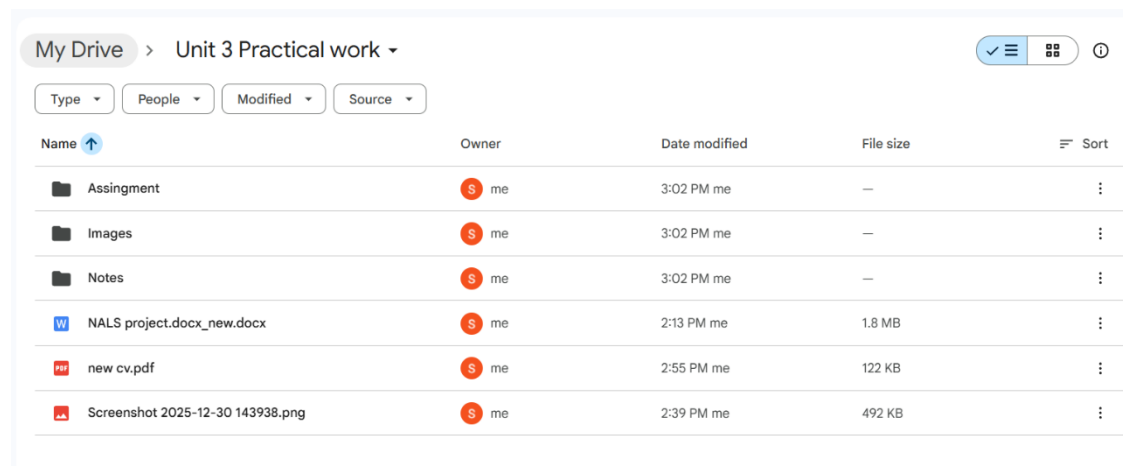 My Drive > Unit 3 Practical work
Type People Modified Source
Name Owner Date modified File size Sort
Assingment S me 3:02 PM me —
Images S me 3:02 PM me —
Notes S me 3:02 PM me —
W NALS project.docx_new.docx S me 2:13 PM me 1.8 MB
PDF new cv.pdf S me 2:55 PM me 122 KB
Screenshot 2025-12-30 143938.png S me 2:39 PM me 492 KB